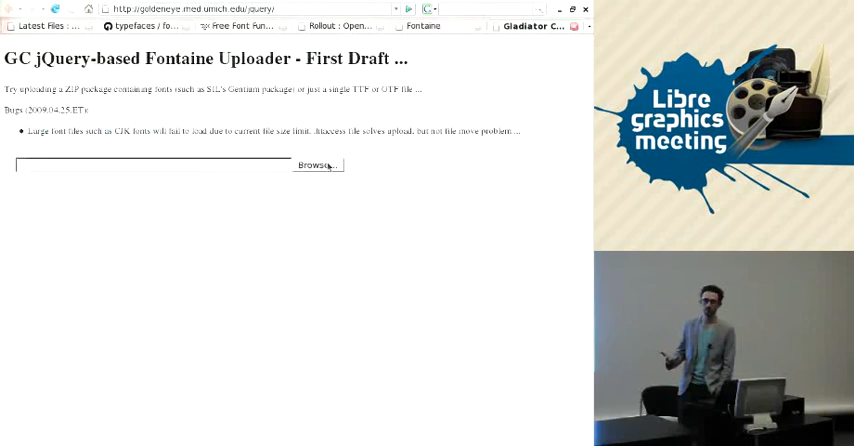 http://goldeneye.med.umich.edu/jquery/
Latest Files : ...
typefaces / fo...
Free Font Fun...
Rollout : Open...
Fontaine
Gladiator C...
GC jQuery-based Fontaine Uploader - First Draft ...
Try uploading a ZIP package containing fonts (such as SIL's Gentium package) or just a single TTF or OTF file ...
Bugs (2009.04.25.ET):
Large font files such as CJK fonts will fail to load due to current file size limit. .htaccess file solves upload, but not file move problem ...
Browse...
Libre
graphics
meeting